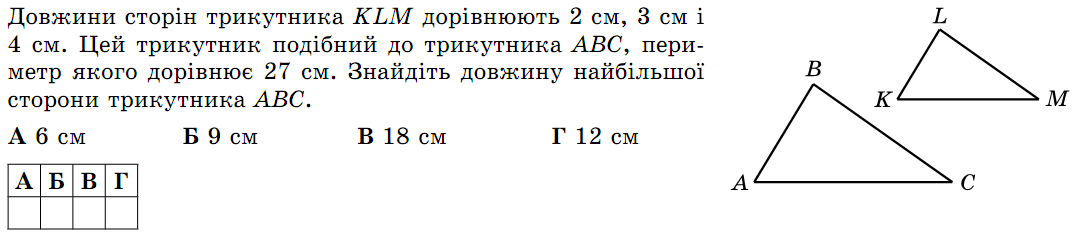 Довжини сторін трикутника KLM дорівнюють 2 см, 3 см і
4 см. Цей трикутник подібний до трикутника ABC, пери-
метр якого дорівнює 27 см. Знайдіть довжину найбільшої
сторони трикутника ABC.
А 6 см Б 9 см В 18 см Г 12 см
А Б В Г
L
K M
B
A C